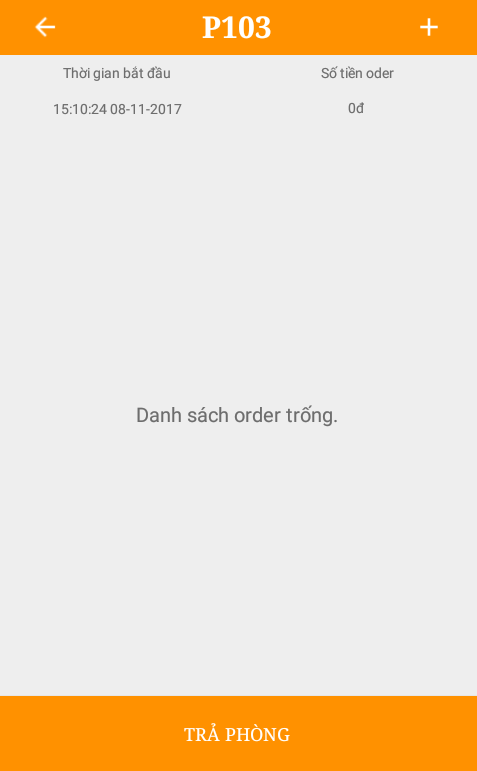 P103
Thời gian bắt đầu
Số tiền oder
15:10:24 08-11-2017
0đ
Danh sách order trống.
TRẢ PHÒNG